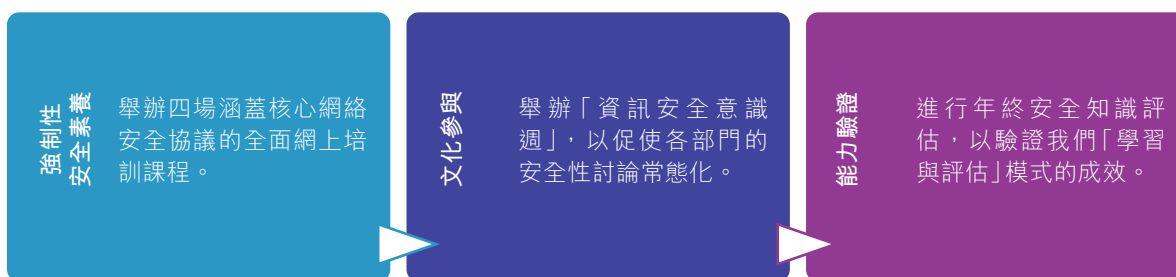 強制性
安全素養
舉辦四場涵蓋核心網絡
安全協議的全面網上培
訓課程。
文化參與
舉辦「資訊安全意識
週」，以促使各部門的
安全性討論常態化。
能力驗證
進行年終安全知識評
估，以驗證我們「學習
與評估」模式的成效。